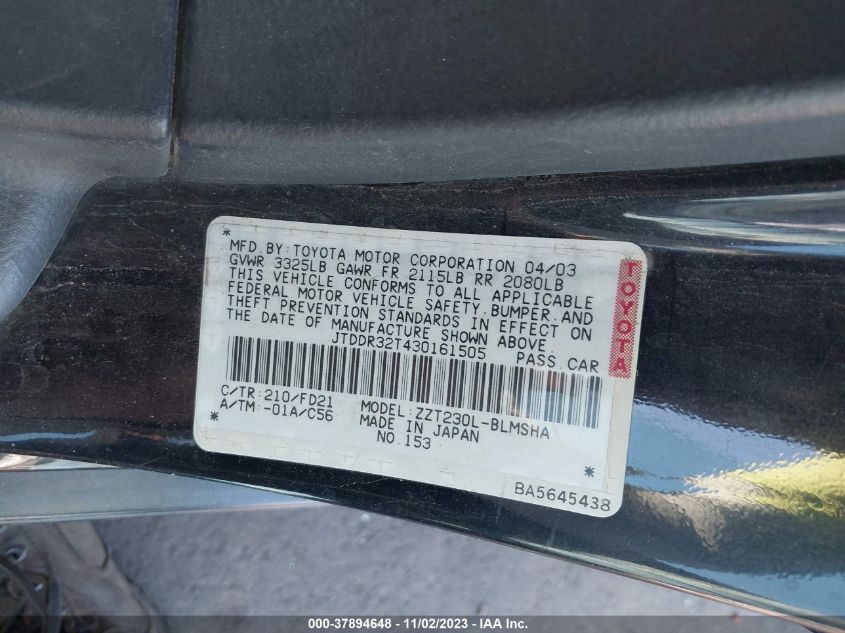 MFD. BY: TOYOTA MOTOR CORPORATION 04/03
GVWR 3325LB GAWR FR 2115LB RR 2080LB
THIS VEHICLE CONFORMS TO ALL APPLICABLE
FEDERAL MOTOR VEHICLE SAFETY, BUMPER, AND
THEFT PREVENTION STANDARDS IN EFFECT ON
THE DATE OF MANUFACTURE SHOWN ABOVE.
JTDDR32T430161505 PASS. CAR
TOYOTA
C/TR: 210/FD21 MODEL: ZZT230L-BLMSHA
A/TM: -01A/C56 MADE IN JAPAN
NO. 153
BA5645438
000-37894648 - 11/02/2023 - IAA Inc.